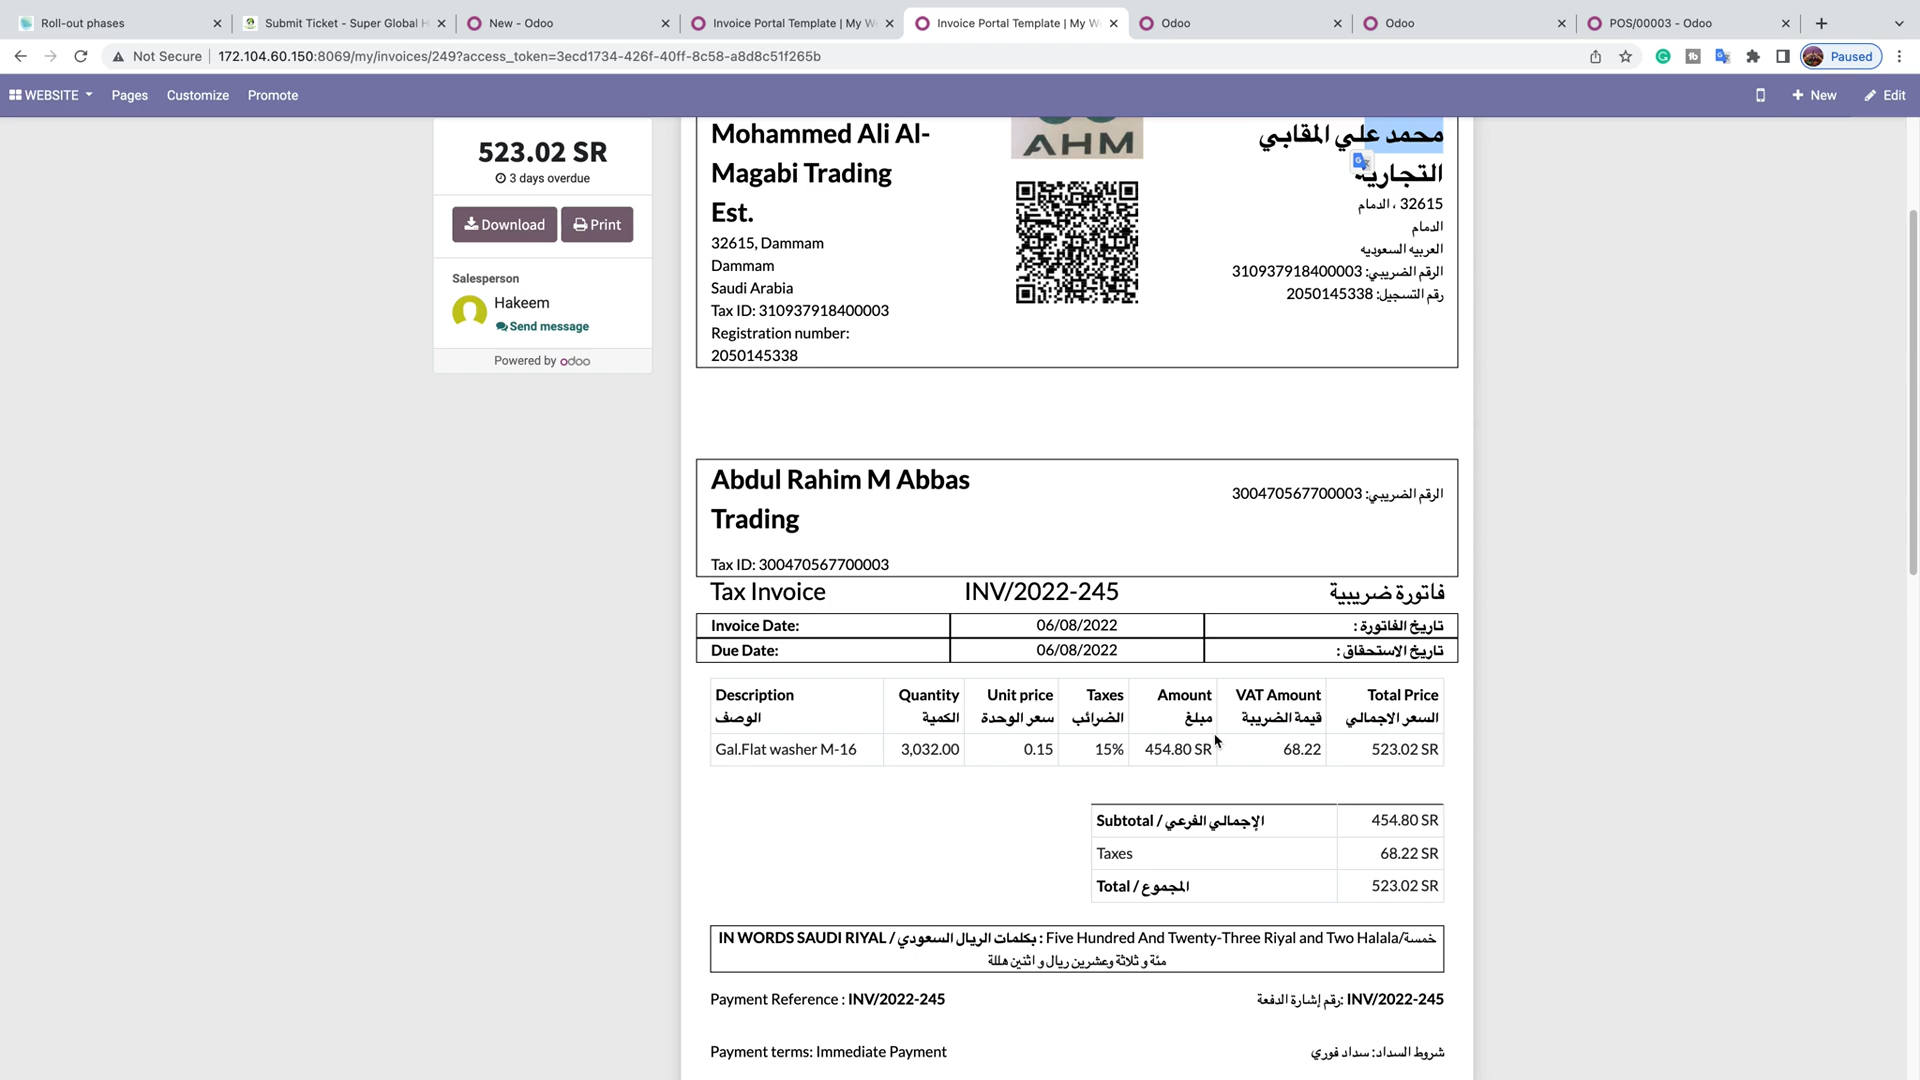 Roll-out phases
Submit Ticket - Super Global H
New - Odoo
Invoice Portal Template | My W
Invoice Portal Template | My W
Odoo
Odoo
POS/00003 - Odoo
Not Secure
172.104.60.150:8069/my/invoices/249?access_token=3ecd1734-426f-40ff-8c58-a8d8c51f265b
Paused
WEBSITE
Pages
Customize
Promote
New
Edit
523.02 SR
3 days overdue
Download
Print
Salesperson
Hakeem
Send message
Powered by odoo
Mohammed Ali Al-
Magabi Trading
Est.
32615, Dammam
Dammam
Saudi Arabia
Tax ID: 310937918400003
Registration number:
2050145338
AHM
محمد علي المقابي
التجارية
32615 ، الدمام
الدمام
العربيه السعوديه
الرقم الضريبي: 310937918400003
رقم التسجيل: 2050145338
Abdul Rahim M Abbas
Trading
Tax ID: 300470567700003
الرقم الضريبي: 300470567700003
Tax Invoice INV/2022-245 فاتورة ضريبية
Invoice Date: 06/08/2022 تاريخ الفاتورة :
Due Date: 06/08/2022 تاريخ الاستحقاق :
Description Quantity Unit price Taxes Amount VAT Amount Total Price
الوصف الكمية سعر الوحدة الضرائب مبلغ قيمة الضريبة السعر الاجمالي
Gal.Flat washer M-16 3,032.00 0.15 15% 454.80 SR 68.22 523.02 SR
Subtotal / الإجمالي الفرعي 454.80 SR
Taxes 68.22 SR
Total / المجموع 523.02 SR
IN WORDS SAUDI RIYAL / بكلمات الريال السعودي : Five Hundred And Twenty-Three Riyal and Two Halala/خمسة
مئة و ثلاثة وعشرين ريال و اثنين هللة
Payment Reference : INV/2022-245
رقم إشارة الدفعة: INV/2022-245
Payment terms: Immediate Payment
شروط السداد: سداد فوري